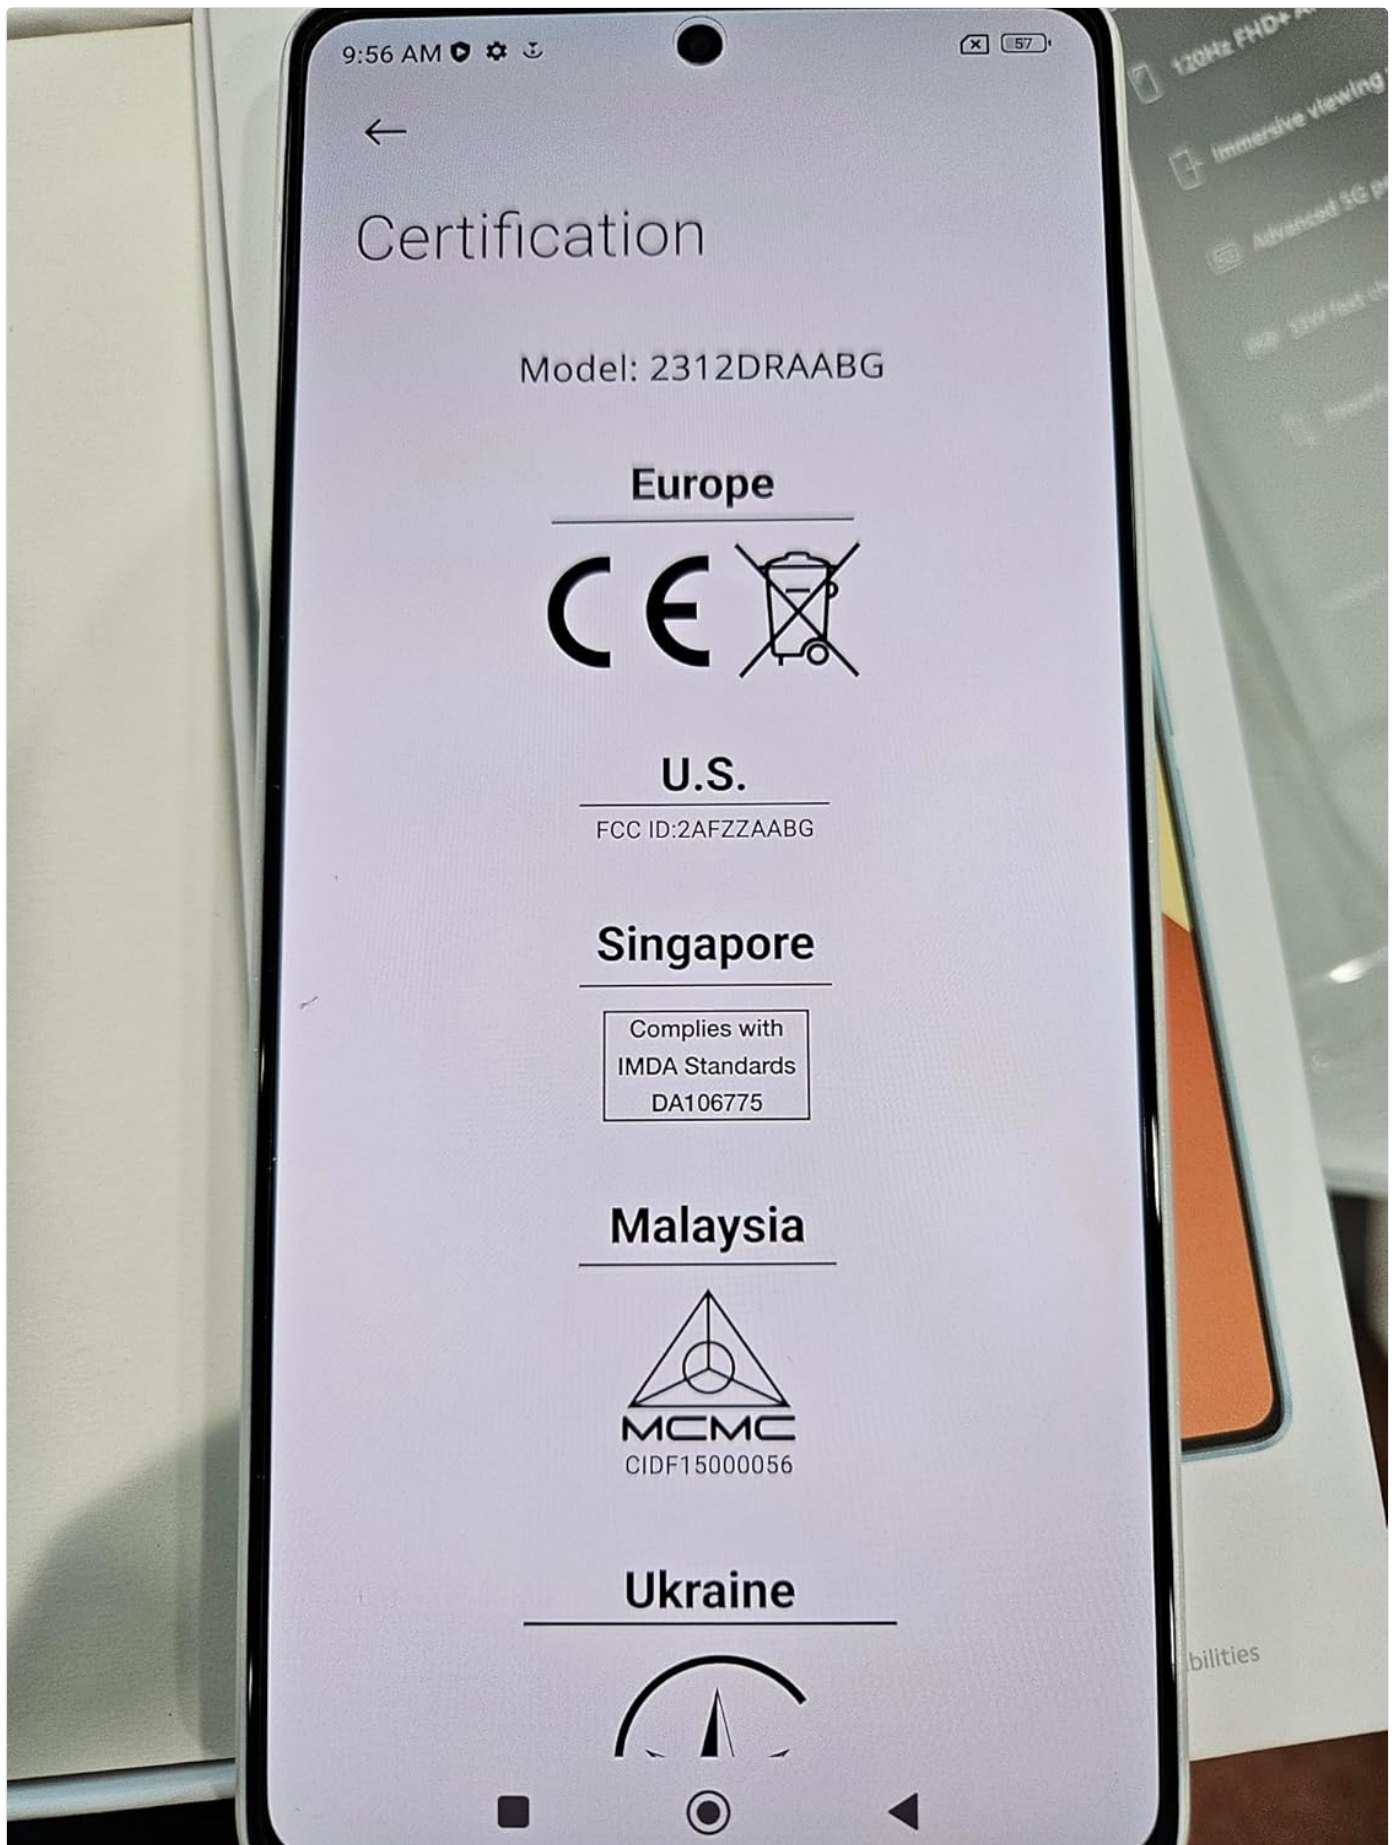 9:56 AM
57
120Hz FHD+
Immersive viewing
Advanced 5G
Certification
Model: 2312DRAABG
Europe
CE
U.S.
FCC ID:2AFZZAABG
Singapore
Complies with
IMDA Standards
DA106775
Malaysia
MCMC
CIDF15000056
Ukraine
bilities